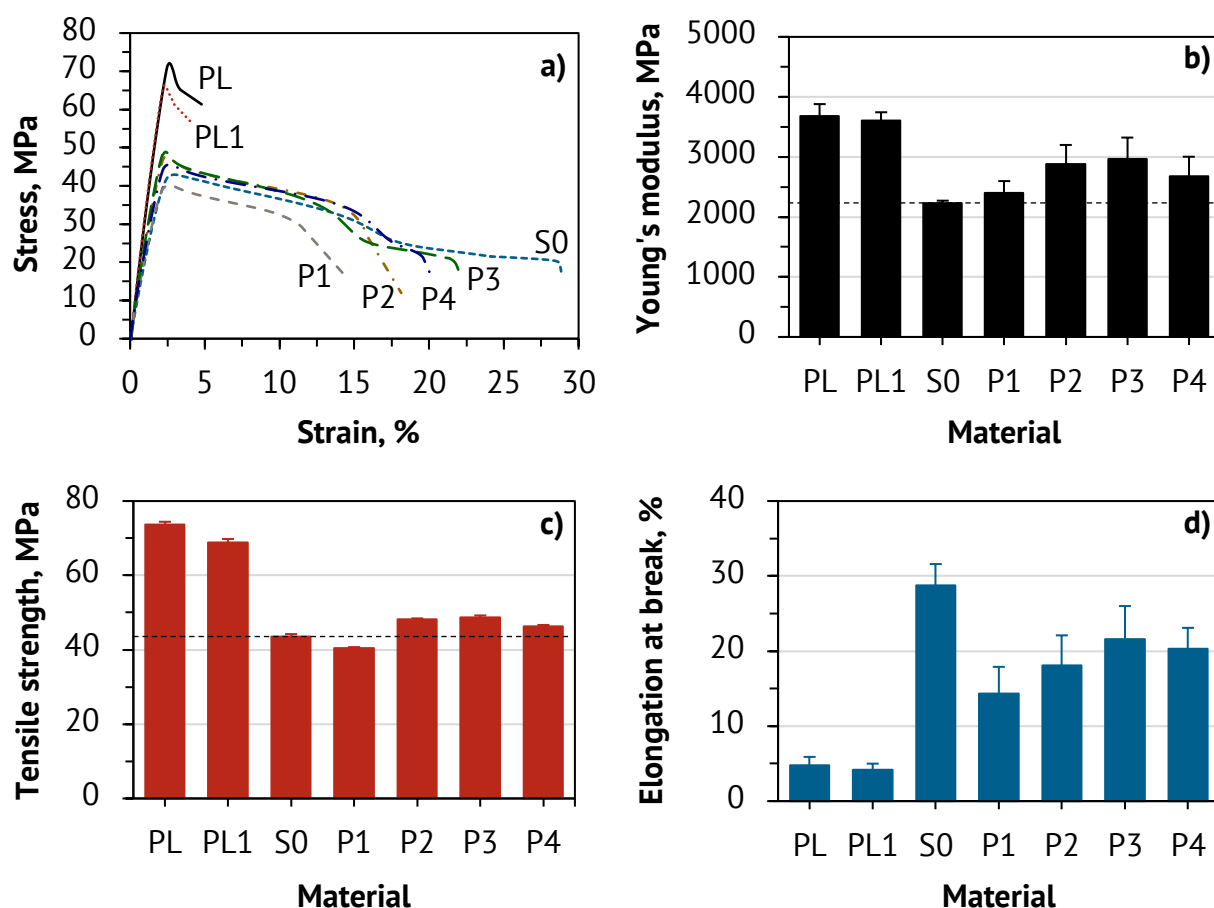 a)
Stress, MPa
80
70
60
50
40
30
20
10
0
PL
PL1
P1
P2
P4
P3
S0
0 5 10 15 20 25 30
Strain, %
b)
Young's modulus, MPa
5000
4000
3000
2000
1000
0
PL PL1 S0 P1 P2 P3 P4
Material
c)
Tensile strength, MPa
80
60
40
20
0
PL PL1 S0 P1 P2 P3 P4
Material
d)
Elongation at break, %
40
30
20
10
0
PL PL1 S0 P1 P2 P3 P4
Material